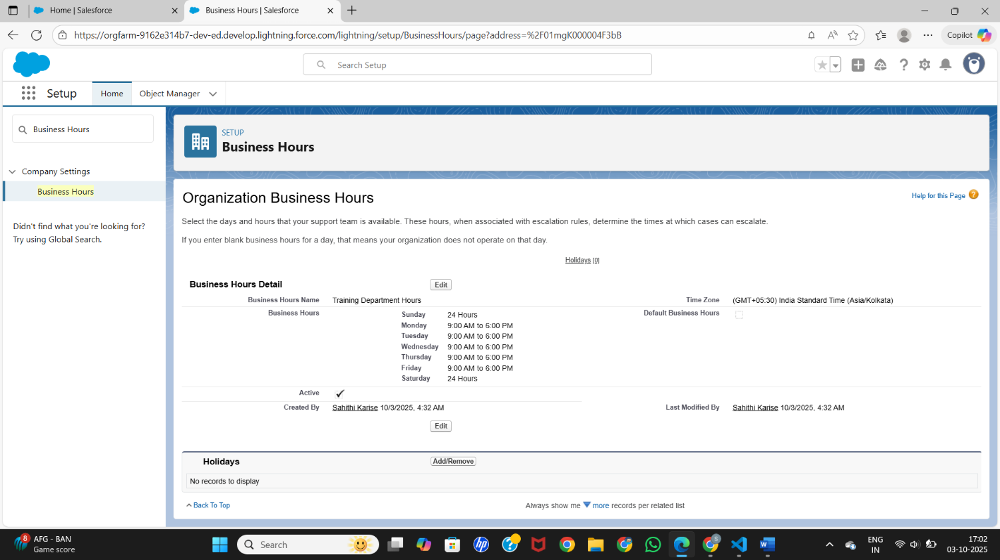 Home | Salesforce
Business Hours | Salesforce
https://orgfarm-9162e314b7-dev-ed.develop.lightning.force.com/lightning/setup/BusinessHours/page?address=%2F01mgK000004F3bB
Copilot
Search Setup
Setup
Home
Object Manager
Business Hours
Company Settings
Business Hours
Didn't find what you're looking for?
Try using Global Search.
SETUP
Business Hours
Organization Business Hours
Help for this Page
Select the days and hours that your support team is available. These hours, when associated with escalation rules, determine the times at which cases can escalate.
If you enter blank business hours for a day, that means your organization does not operate on that day.
Holidays [0]
Business Hours Detail
Edit
Business Hours Name Training Department Hours
Time Zone (GMT+05:30) India Standard Time (Asia/Kolkata)
Business Hours
Default Business Hours
Sunday 24 Hours
Monday 9:00 AM to 6:00 PM
Tuesday 9:00 AM to 6:00 PM
Wednesday 9:00 AM to 6:00 PM
Thursday 9:00 AM to 6:00 PM
Friday 9:00 AM to 6:00 PM
Saturday 24 Hours
Active
Created By Sahithi Karise 10/3/2025, 4:32 AM
Last Modified By Sahithi Karise 10/3/2025, 4:32 AM
Edit
Holidays
Add/Remove
No records to display
Back To Top
Always show me more records per related list
8
AFG - BAN
Game score
Search
hp
S
W
ENG
IN
17:02
03-10-2025